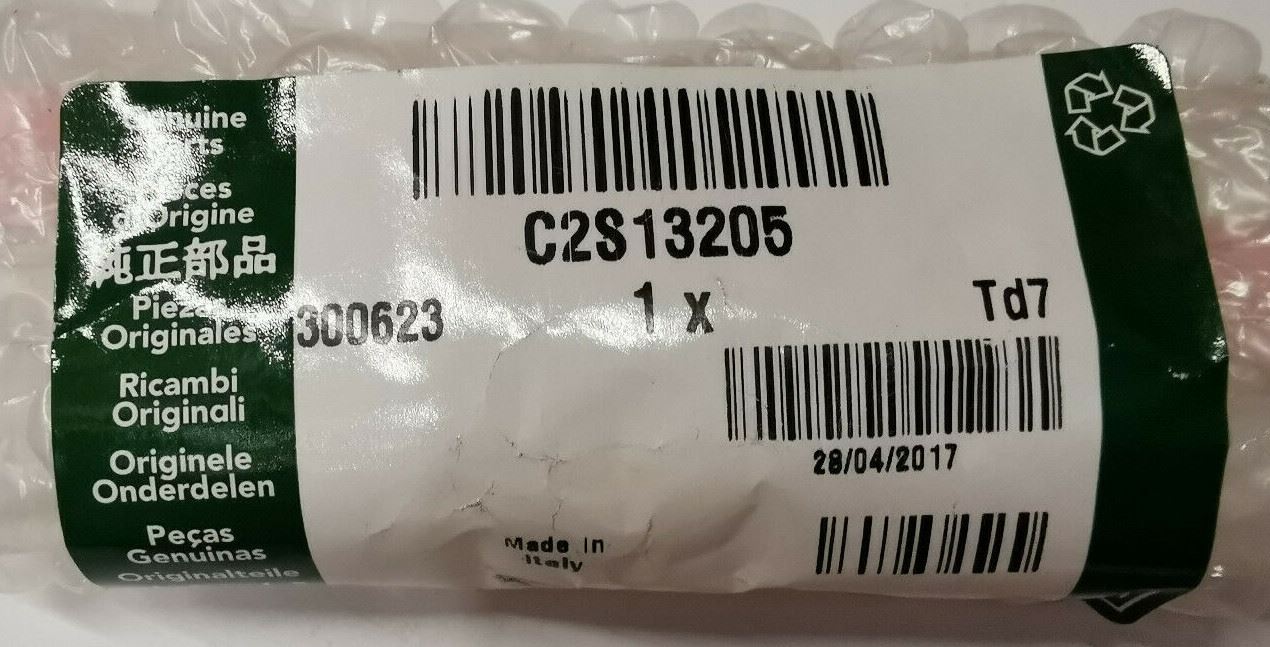 Genuine
Parts
Pièces
d'Origine
純正部品
Piezas
Originales
Ricambi
Originali
Originele
Onderdelen
Peças
Genuinas
Originalteile
C2S13205
300623
1 x
Td7
28/04/2017
Made in
Italy